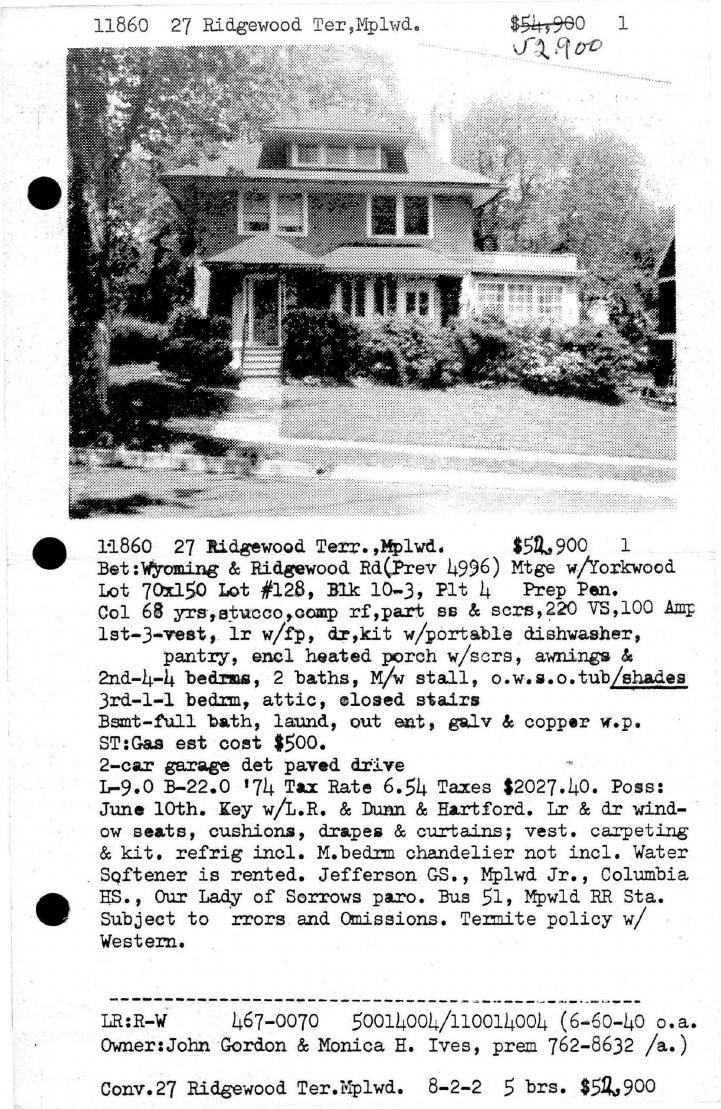 11860 27 Ridgewood Ter,Mplwd. $54,900 1
52.900
11860 27 Ridgewood Terr.,Mplwd. $52,900 1
Bet:Wyoming & Ridgewood Rd(Prev 4996) Mtge w/Yorkwood
Lot 70x150 Lot #128, Blk 10-3, Plt 4 Prep Pen.
Col 68 yrs,stucco,comp rf,part ss & scrs,220 VS,100 Amp
1st-3-vest, lr w/fp, dr,kit w/portable dishwasher,
pantry, encl heated porch w/scrs, awnings &
2nd-4-4 bedrms, 2 baths, M/w stall, o.w.s.o.tub/shades
3rd-1-1 bedrm, attic, closed stairs
Bsmt-full bath, laund, out ent, galv & copper w.p.
ST:Gas est cost $500.
2-car garage det paved drive
L-9.0 B-22.0 '74 Tax Rate 6.54 Taxes $2027.40. Poss:
June 10th. Key w/L.R. & Dunn & Hartford. Lr & dr wind-
ow seats, cushions, drapes & curtains; vest. carpeting
& kit. refrig incl. M.bedrm chandelier not incl. Water
Softener is rented. Jefferson GS., Mplwd Jr., Columbia
HS., Our Lady of Sorrows paro. Bus 51, Mpwld RR Sta.
Subject to rrors and Omissions. Termite policy w/
Western.
LR:R-W 467-0070 50014004/110014004 (6-60-40 o.a.
Owner:John Gordon & Monica H. Ives, prem 762-8632 /a.)
Conv.27 Ridgewood Ter.Mplwd. 8-2-2 5 brs. $52,900